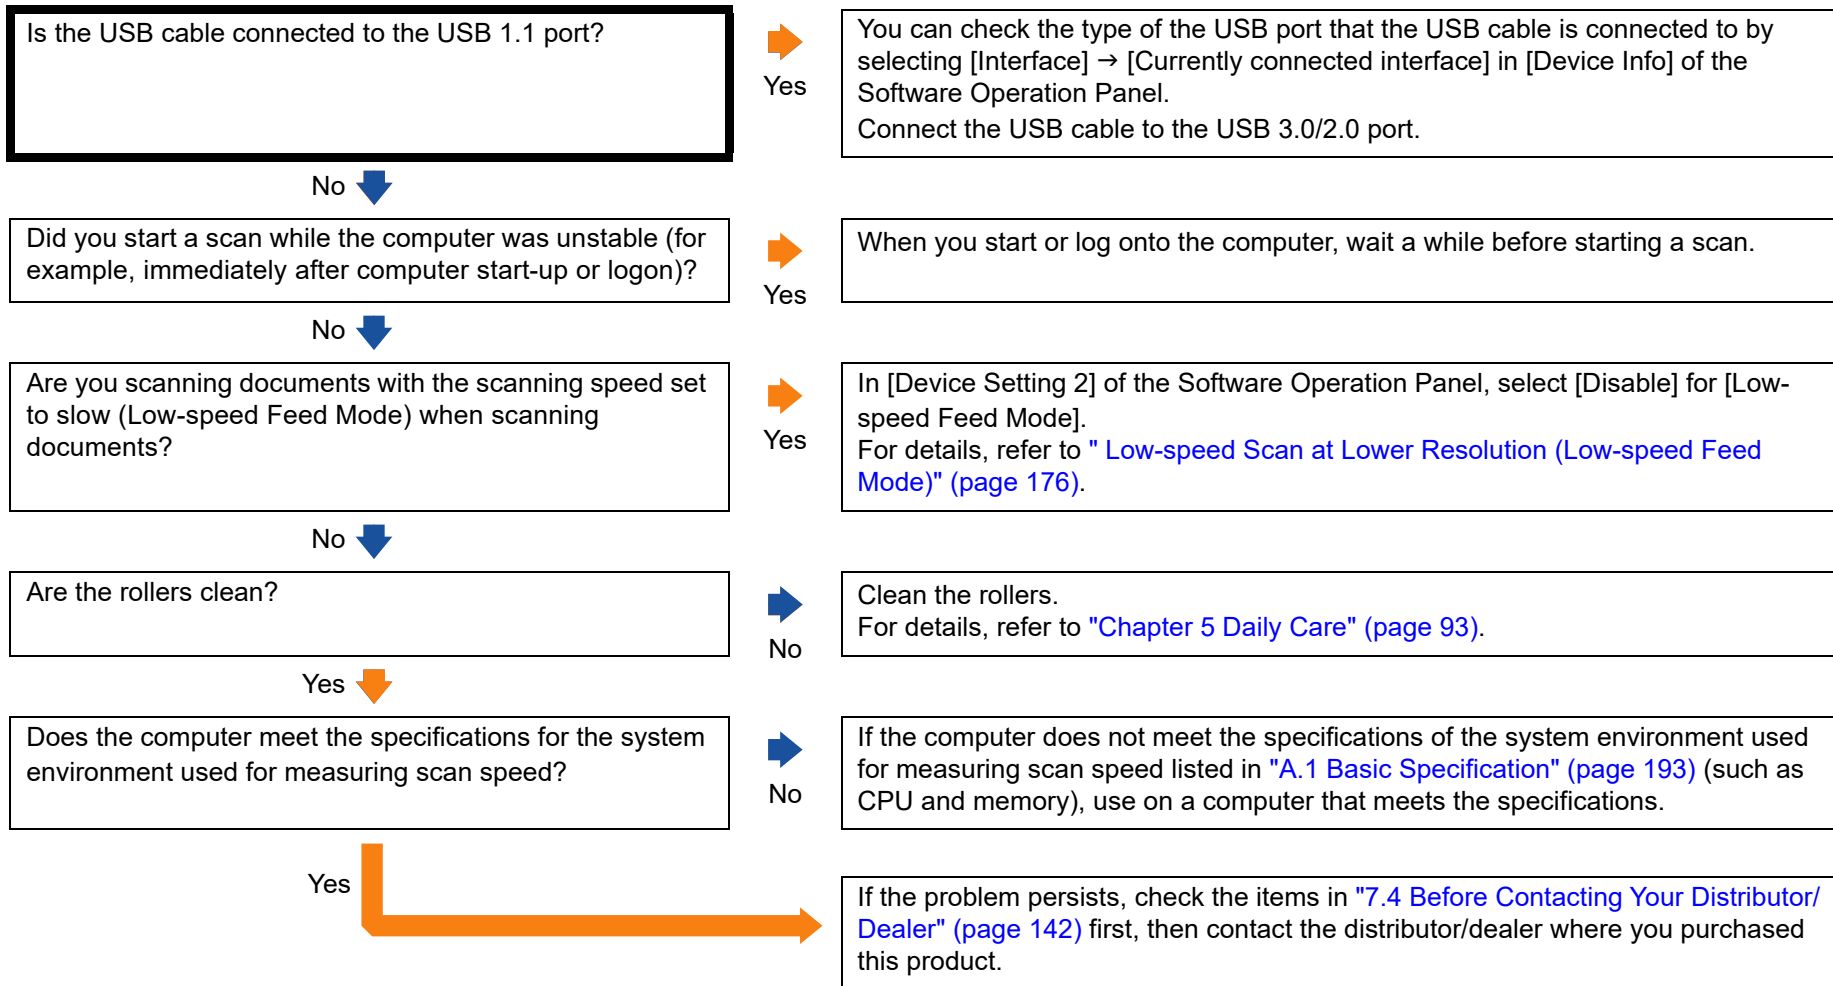 Is the USB cable connected to the USB 1.1 port?
Yes
You can check the type of the USB port that the USB cable is connected to by
selecting [Interface] → [Currently connected interface] in [Device Info] of the
Software Operation Panel.
Connect the USB cable to the USB 3.0/2.0 port.
No
Did you start a scan while the computer was unstable (for
example, immediately after computer start-up or logon)?
Yes
When you start or log onto the computer, wait a while before starting a scan.
No
Are you scanning documents with the scanning speed set
to slow (Low-speed Feed Mode) when scanning
documents?
Yes
In [Device Setting 2] of the Software Operation Panel, select [Disable] for [Low-
speed Feed Mode].
For details, refer to " Low-speed Scan at Lower Resolution (Low-speed Feed
Mode)" (page 176).
No
Are the rollers clean?
No
Clean the rollers.
For details, refer to "Chapter 5 Daily Care" (page 93).
Yes
Does the computer meet the specifications for the system
environment used for measuring scan speed?
No
If the computer does not meet the specifications of the system environment used
for measuring scan speed listed in "A.1 Basic Specification" (page 193) (such as
CPU and memory), use on a computer that meets the specifications.
Yes
If the problem persists, check the items in "7.4 Before Contacting Your Distributor/
Dealer" (page 142) first, then contact the distributor/dealer where you purchased
this product.